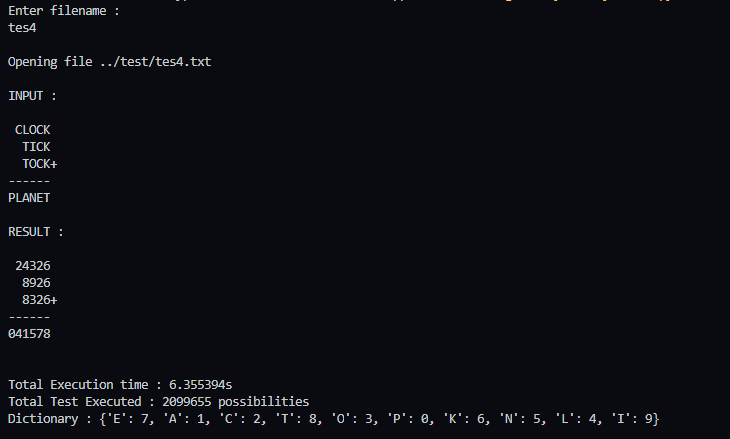 Enter filename :
tes4
Opening file ../test/tes4.txt
INPUT :
CLOCK
TICK
TOCK+
------
PLANET
RESULT :
24326
8926
8326+
------
041578
Total Execution time : 6.355394s
Total Test Executed : 2099655 possibilities
Dictionary : {'E': 7, 'A': 1, 'C': 2, 'T': 8, 'O': 3, 'P': 0, 'K': 6, 'N': 5, 'L': 4, 'I': 9}